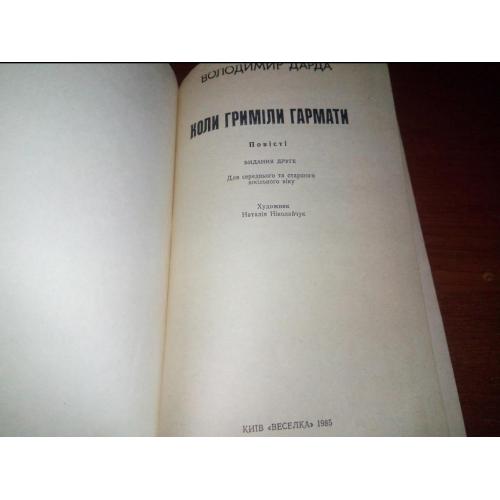 ВОЛОДИМИР ДАРДА
КОЛИ ГРИМІЛИ ГАРМАТИ
Повісті
ВИДАННЯ ДРУГЕ
Для середнього та старшого
шкільного віку
Художник
Наталія Ніколайчук
КИЇВ «ВЕСЕЛКА» 1985